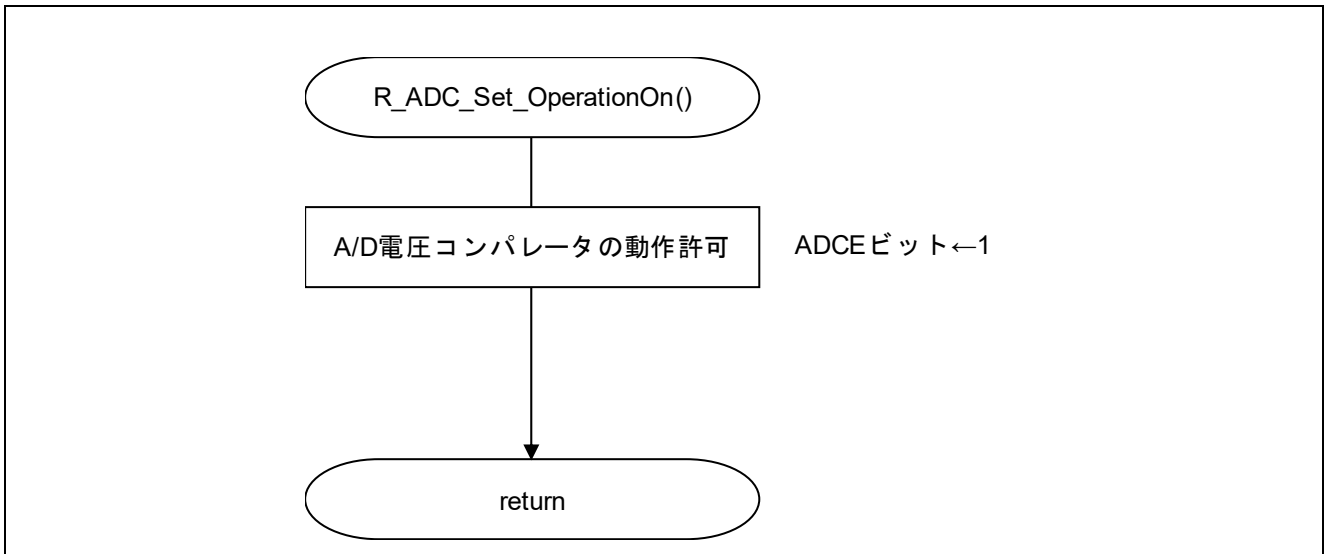 R_ADC_Set_OperationOn()
A/D電圧コンパレータの動作許可
ADCEビット←1
return